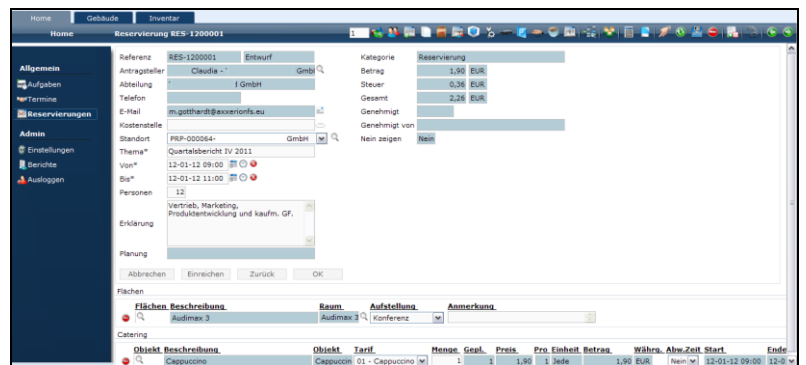 Home Gebäude Inventar
Home Reservierung RES-1200001 1
Allgemein
Aufgaben
Termine
Reservierungen
Admin
Einstellungen
Berichte
Ausloggen
Referenz RES-1200001 Entwurf
Antragsteller Claudia - GmbH
Abteilung GmbH
Telefon
E-Mail m.gotthardt@axxerionfs.eu
Kostenstelle
Standort PRP-000064- GmbH
Thema* Quartalsbericht IV 2011
Von* 12-01-12 09:00
Bis* 12-01-12 11:00
Personen 12
Erklärung Vertrieb, Marketing,
Produktentwicklung und kaufm. GF.
Planung
Kategorie Reservierung
Betrag 1,90 EUR
Steuer 0,36 EUR
Gesamt 2,26 EUR
Genehmigt
Genehmigt von
Nein zeigen Nein
Abbrechen Einreichen Zurück OK
Flächen
Flächen Beschreibung Raum Aufstellung Anmerkung
Audimax 3 Audimax 3 Konferenz
Catering
Objekt Beschreibung Objekt Tarif Menge Gepl. Preis Pro Einheit Betrag Währg. Abw.Zeit Start Ende
Cappuccino Cappuccin 01 - Cappuccino 1 1 1,90 1 Jede 1,90 EUR Nein 12-01-12 09:00 12-0